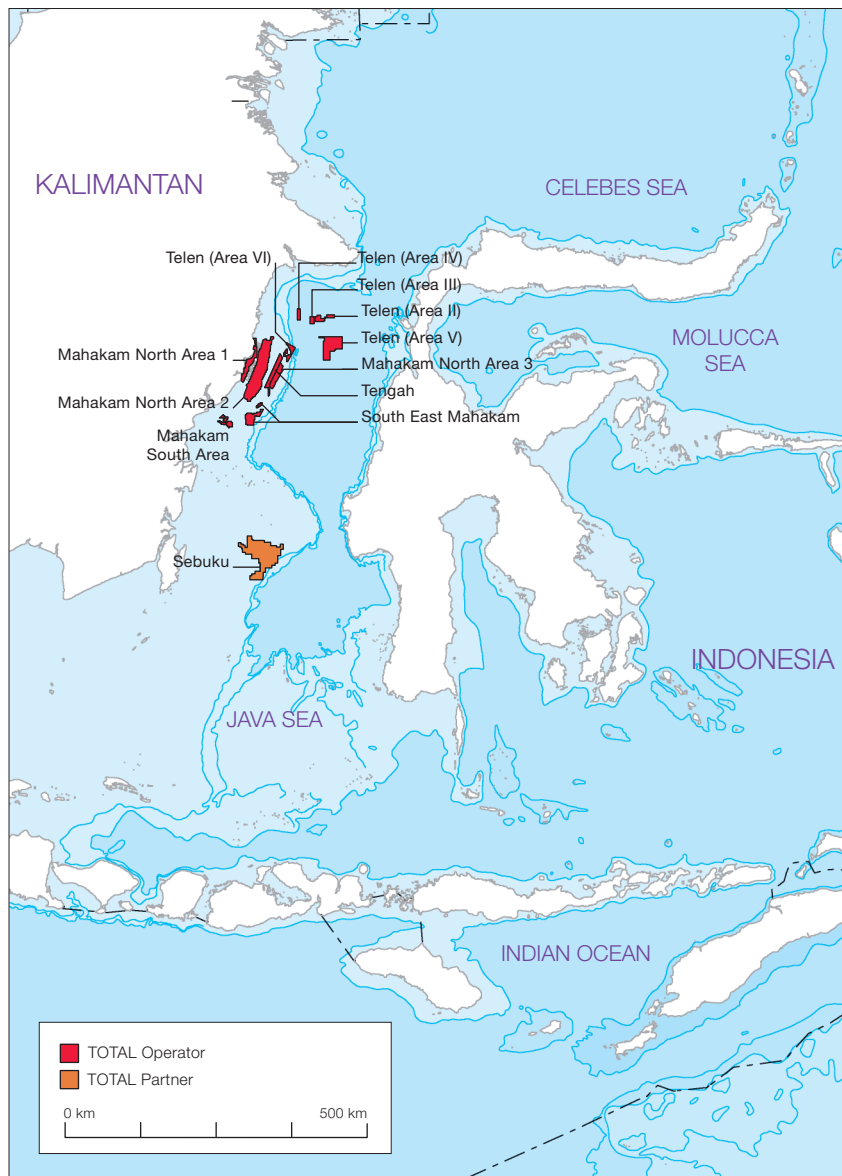 KALIMANTAN
CELEBES SEA
Telen (Area VI)
Telen (Area IV)
Telen (Area III)
Telen (Area II)
Telen (Area V)
MOLUCCA
SEA
Mahakam North Area 1
Mahakam North Area 3
Tengah
Mahakam North Area 2
South East Mahakam
Mahakam
South Area
Sebuku
INDONESIA
JAVA SEA
INDIAN OCEAN
TOTAL Operator
TOTAL Partner
0 km
500 km